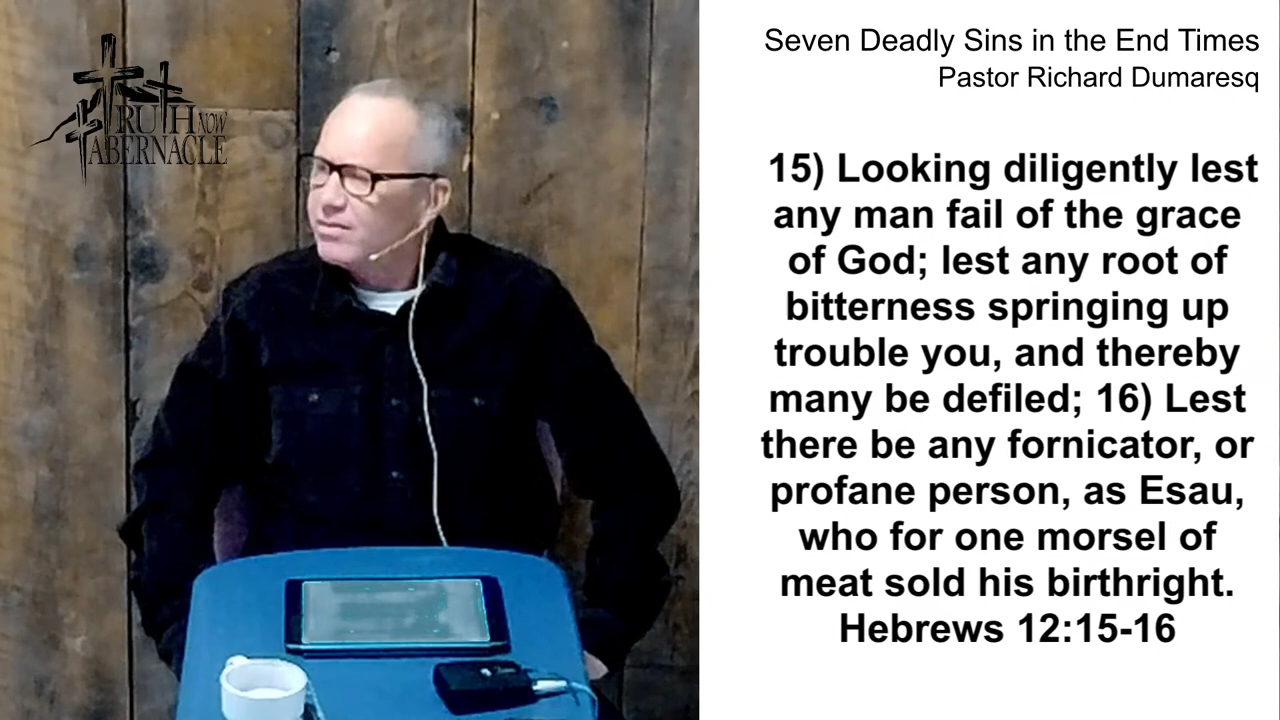 TRUTH NOW
TABERNACLE
Seven Deadly Sins in the End Times
Pastor Richard Dumaresq
15) Looking diligently lest
any man fail of the grace
of God; lest any root of
bitterness springing up
trouble you, and thereby
many be defiled; 16) Lest
there be any fornicator, or
profane person, as Esau,
who for one morsel of
meat sold his birthright.
Hebrews 12:15-16